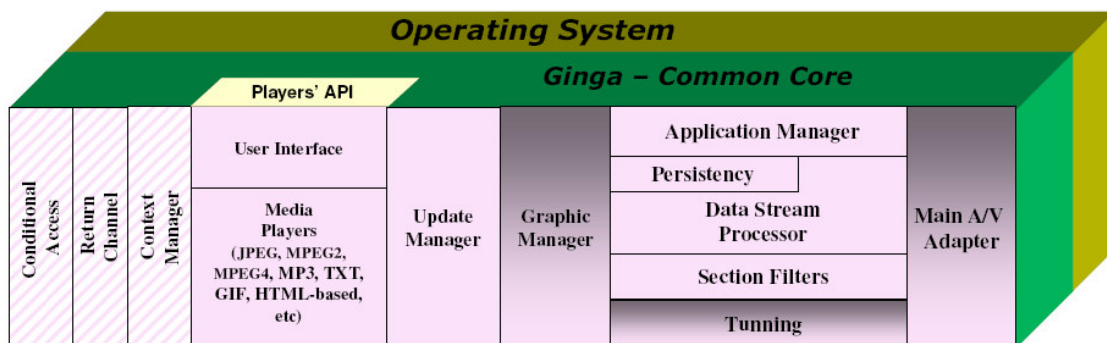 Operating System
Ginga – Common Core
Players' API
Conditional
Access
Return
Channel
Context
Manager
User Interface
Media
Players
(JPEG, MPEG2,
MPEG4, MP3, TXT,
GIF, HTML-based,
etc)
Update
Manager
Graphic
Manager
Application Manager
Persistency
Data Stream
Processor
Section Filters
Tunning
Main A/V
Adapter